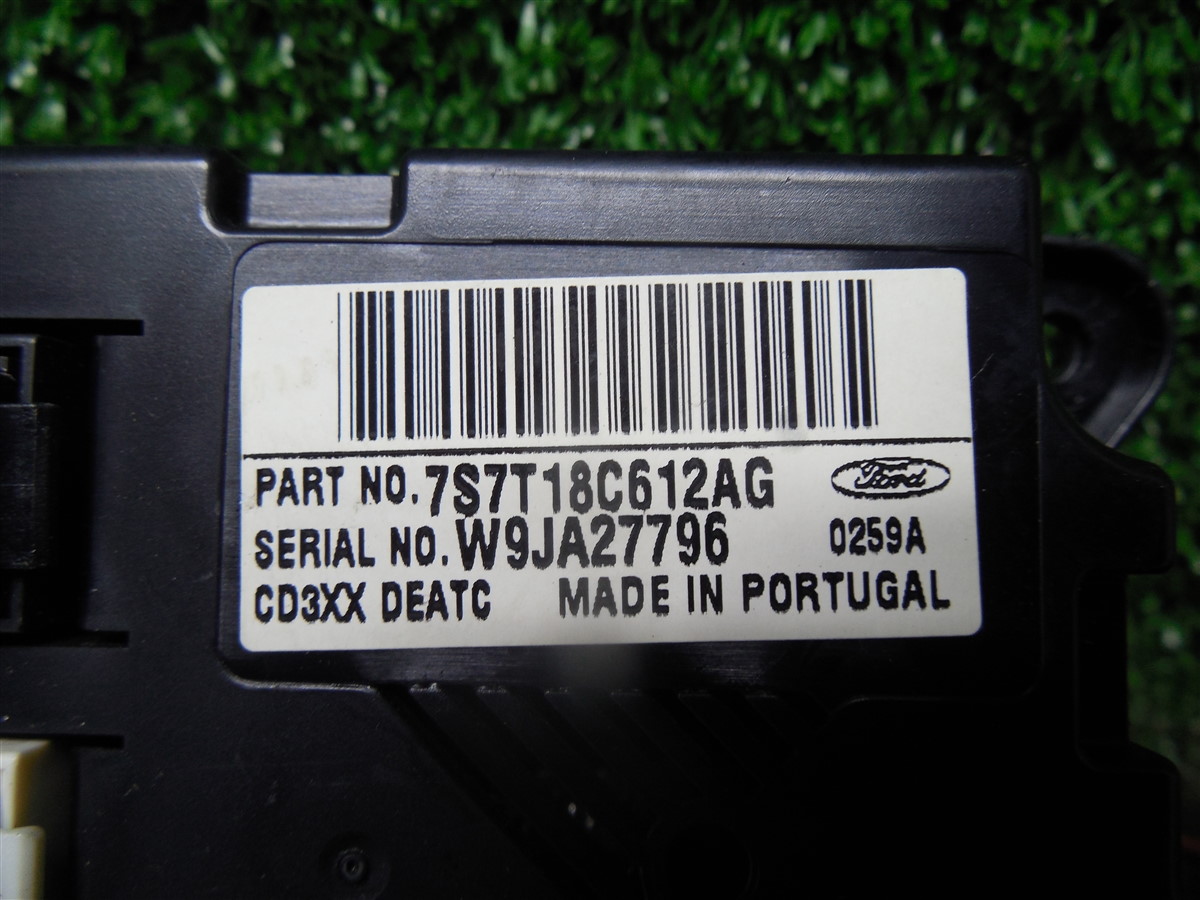 PART NO. 7S7T18C612AG
Ford
SERIAL NO. W9JA27796 0259A
CD3XX DEATC MADE IN PORTUGAL